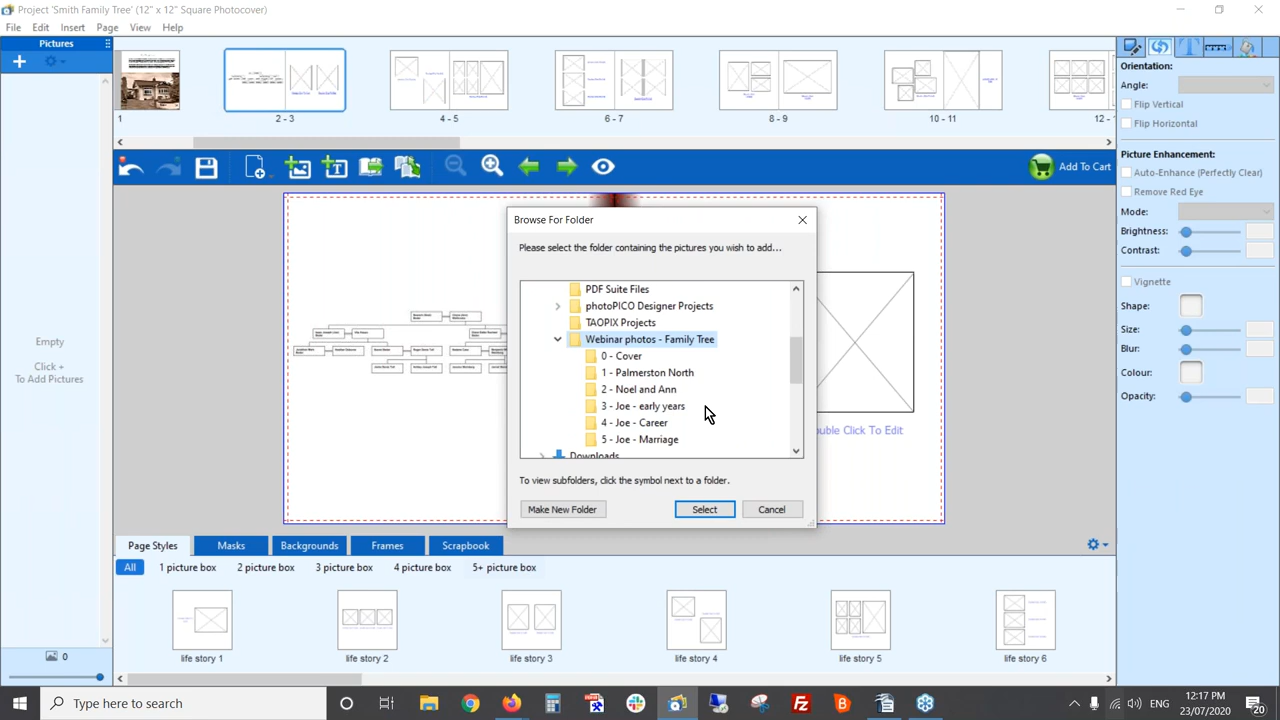 Project 'Smith Family Tree' (12" x 12" Square Photocover)
File Edit Insert Page View Help
Pictures
1
2 - 3
4 - 5
6 - 7
8 - 9
10 - 11
12 -
Add To Cart
Empty
Click +
To Add Pictures
0
Browse For Folder
Please select the folder containing the pictures you wish to add...
PDF Suite Files
photoPICO Designer Projects
TAOPIX Projects
Webinar photos - Family Tree
0 - Cover
1 - Palmerston North
2 - Noel and Ann
3 - Joe - early years
4 - Joe - Career
5 - Joe - Marriage
Downloads
To view subfolders, click the symbol next to a folder.
Make New Folder Select Cancel
Double Click To Edit
Orientation:
Angle:
Flip Vertical
Flip Horizontal
Picture Enhancement:
Auto-Enhance (Perfectly Clear)
Remove Red Eye
Mode:
Brightness:
Contrast:
Vignette
Shape:
Size:
Blur:
Colour:
Opacity:
Page Styles Masks Backgrounds Frames Scrapbook
All 1 picture box 2 picture box 3 picture box 4 picture box 5+ picture box
life story 1 life story 2 life story 3 life story 4 life story 5 life story 6
Type here to search
ENG
12:17 PM
23/07/2020
20